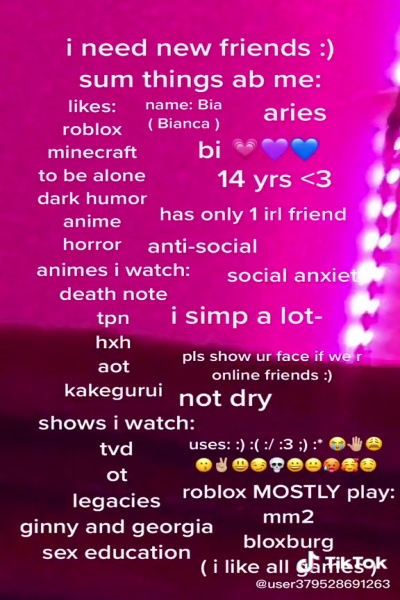 i need new friends :)
sum things ab me:
likes:
roblox
minecraft
to be alone
dark humor
anime
horror
name: Bia
( Bianca )
aries
bi 💗💜💙
14 yrs <3
has only 1 irl friend
anti-social
social anxiet
animes i watch:
death note
tpn
hxh
aot
kakegurui
i simp a lot-
pls show ur face if we r
online friends :)
not dry
shows i watch:
tvd
ot
legacies
ginny and georgia
sex education
uses: :) :( :/ :3 ;) :* 😭🤚🏼😩
🤫✌🏼😃😏💀😀😐🥵🥰😌
roblox MOSTLY play:
mm2
bloxburg
( i like all games )
TikTok
@user379528691263